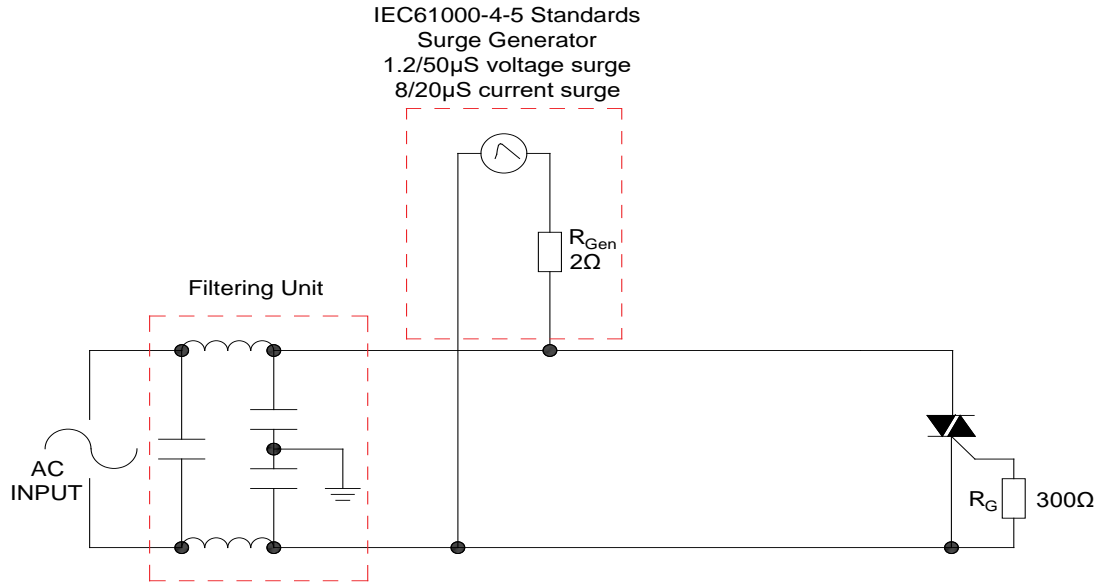 IEC61000-4-5 Standards
Surge Generator
1.2/50µS voltage surge
8/20µS current surge
RGen
2Ω
Filtering Unit
AC
INPUT
RG
300Ω